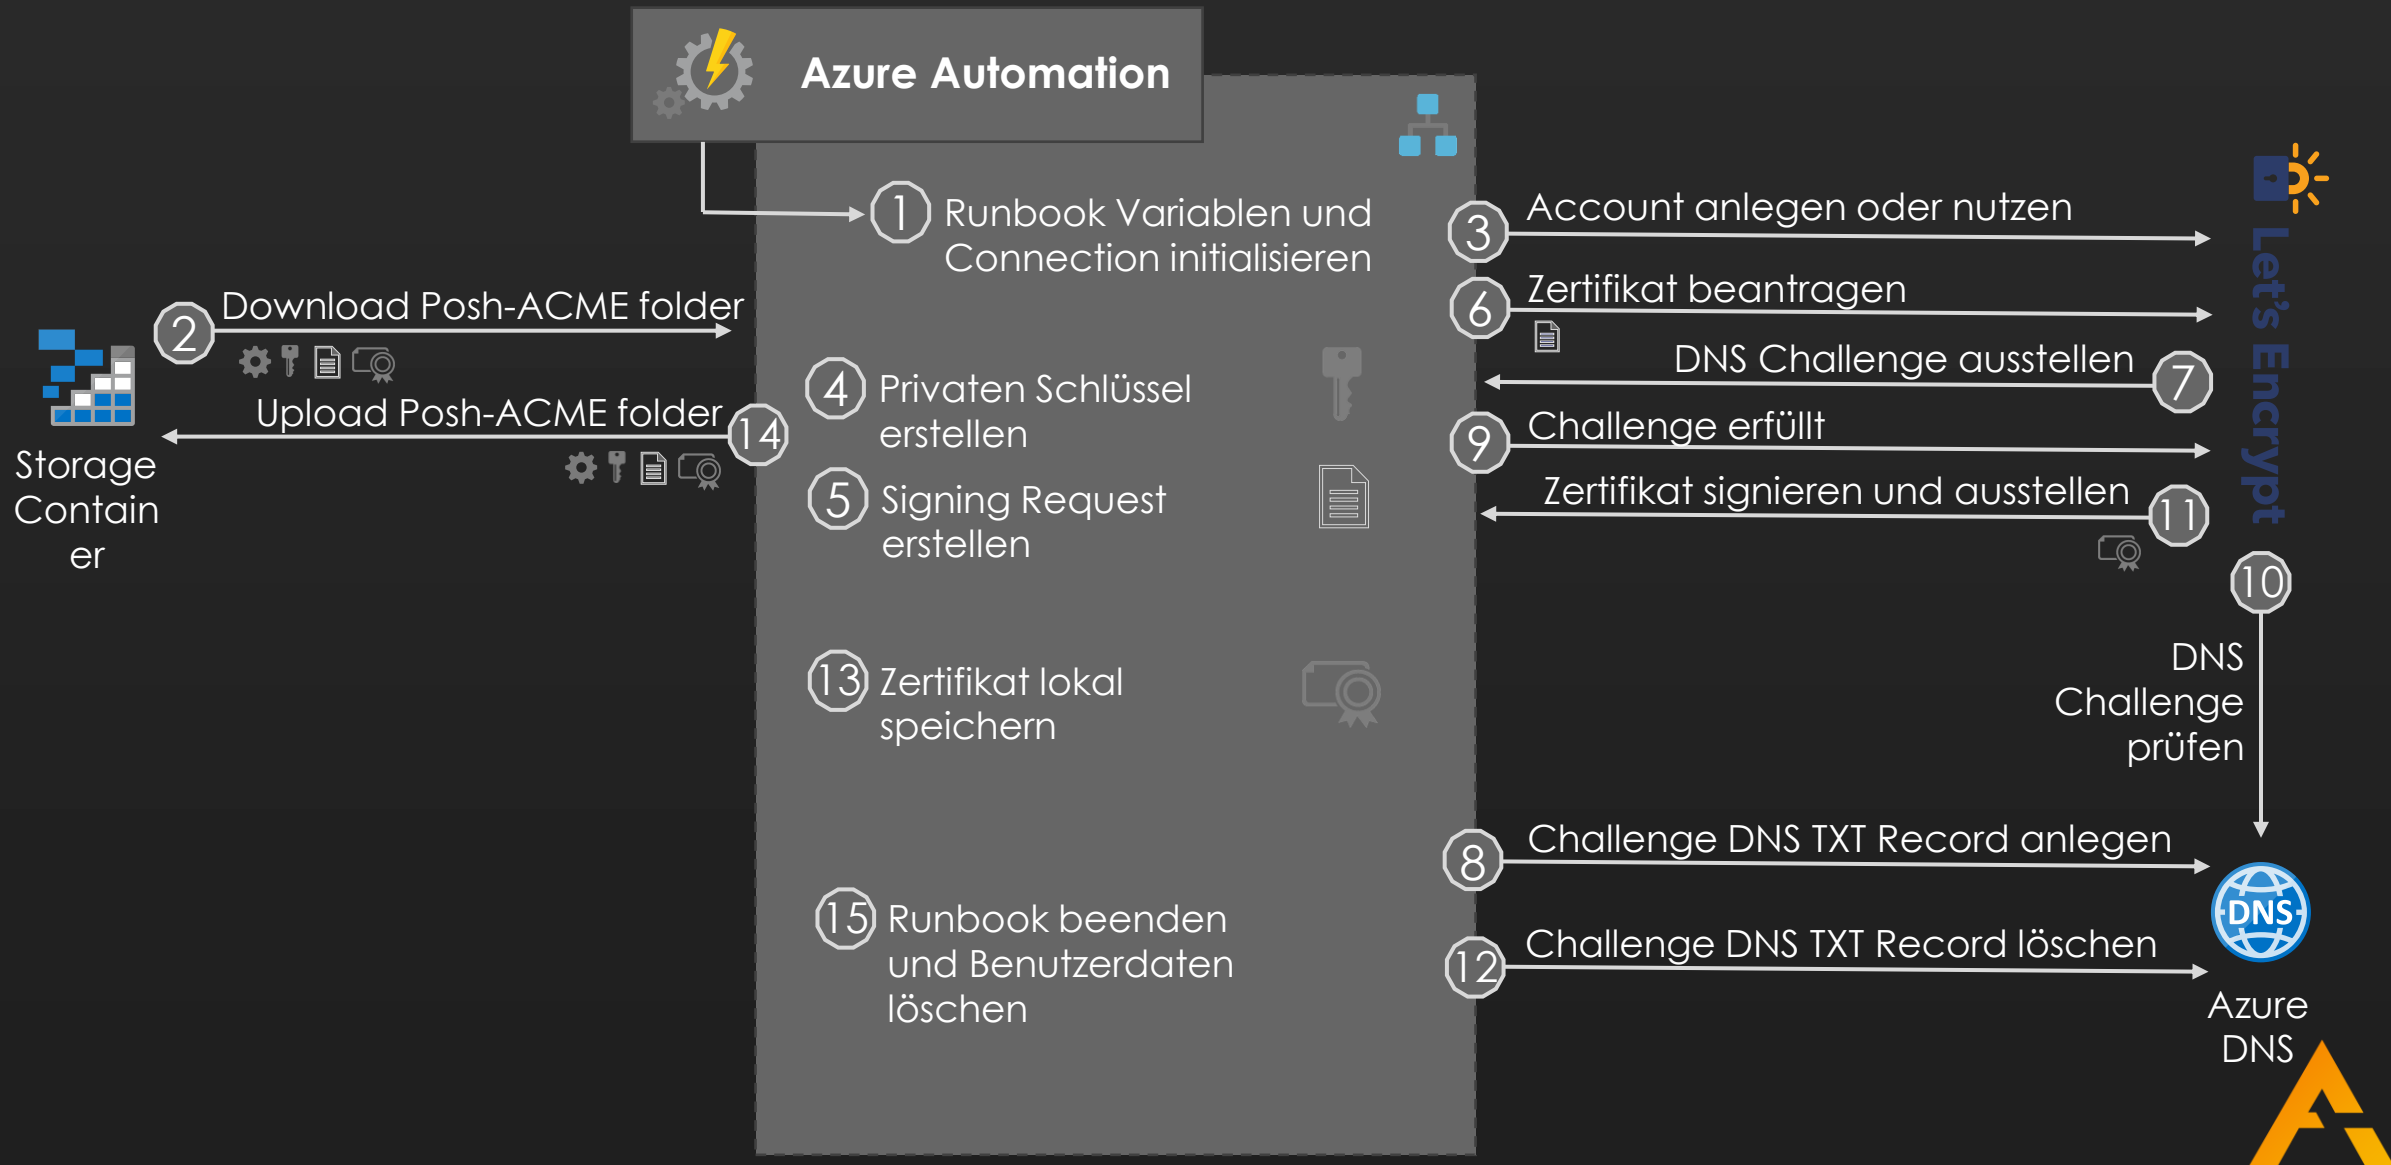 Azure Automation
1
Runbook Variablen und
Connection initialisieren
2
Download Posh-ACME folder
14
Upload Posh-ACME folder
Storage
Contain
er
4
Privaten Schlüssel
erstellen
5
Signing Request
erstellen
13
Zertifikat lokal
speichern
15
Runbook beenden
und Benutzerdaten
löschen
3
Account anlegen oder nutzen
6
Zertifikat beantragen
DNS Challenge ausstellen
7
9
Challenge erfüllt
Zertifikat signieren und ausstellen
11
Let's Encrypt
10
DNS
Challenge
prüfen
8
Challenge DNS TXT Record anlegen
12
Challenge DNS TXT Record löschen
DNS
Azure
DNS